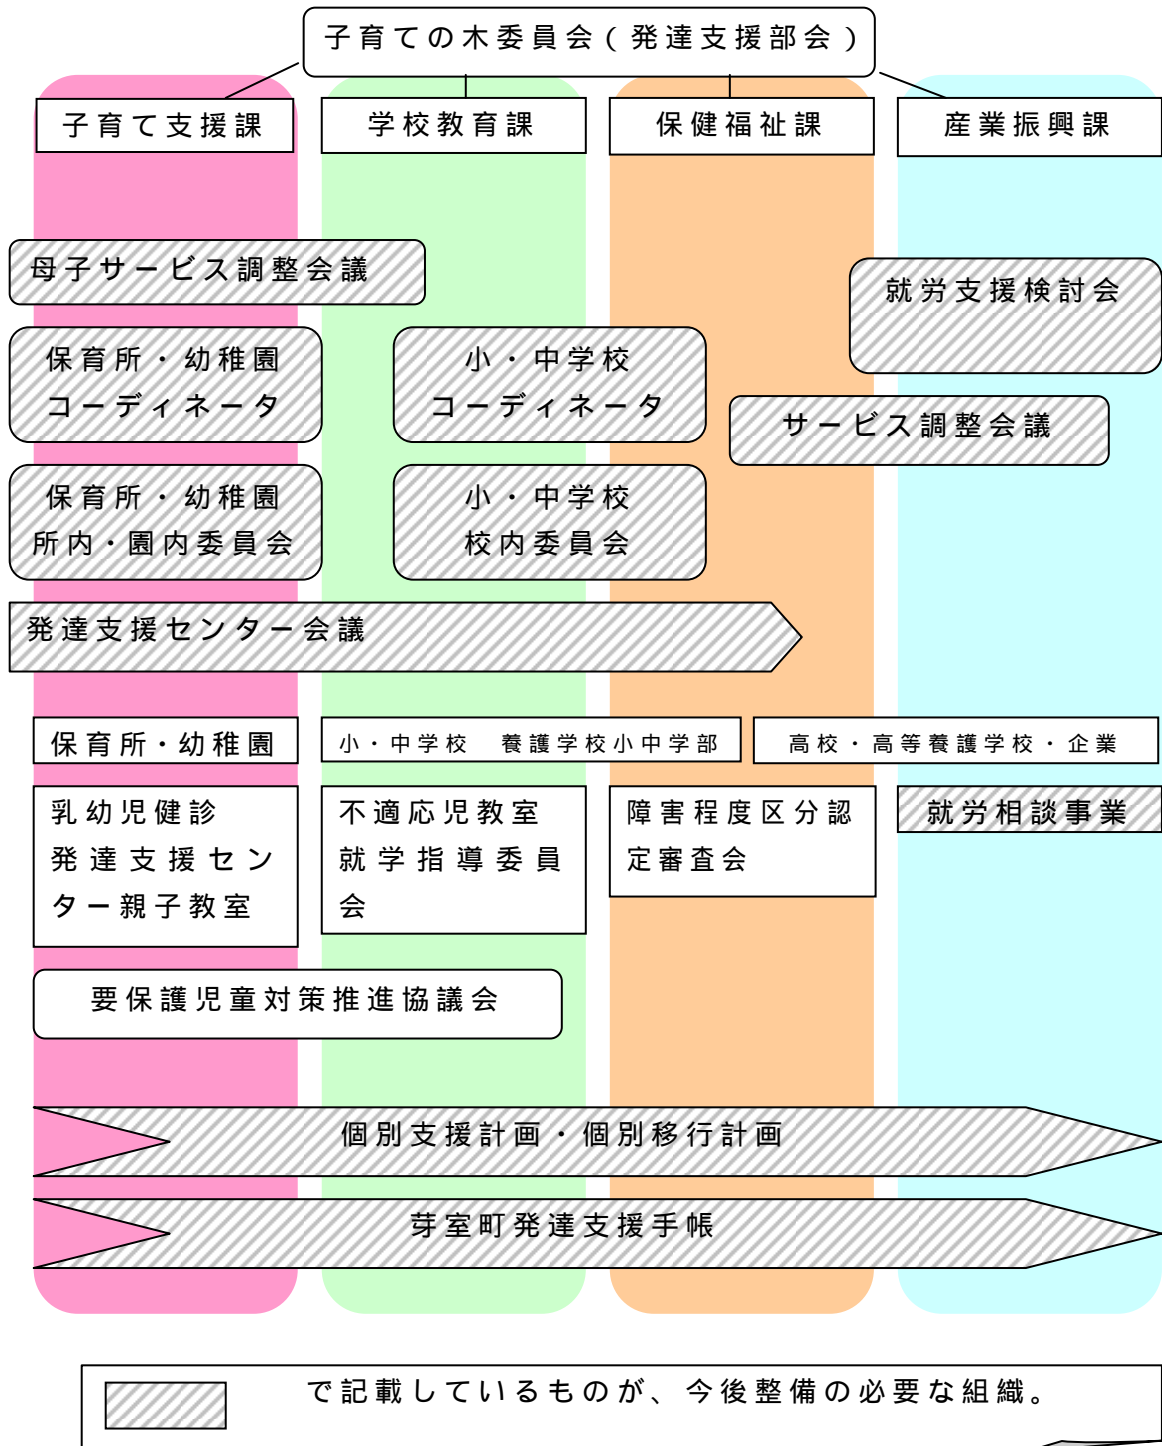 子育ての木委員会（発達支援部会）
子育て支援課
学校教育課
保健福祉課
産業振興課
母子サービス調整会議
就労支援検討会
保育所・幼稚園
コーディネータ
小・中学校
コーディネータ
サービス調整会議
保育所・幼稚園
所内・園内委員会
小・中学校
校内委員会
発達支援センター会議
保育所・幼稚園
小・中学校　養護学校小中学部
高校・高等養護学校・企業
乳幼児健診
発達支援セン
ター親子教室
不適応児教室
就学指導委員
会
障害程度区分認
定審査会
就労相談事業
要保護児童対策推進協議会
個別支援計画・個別移行計画
芽室町発達支援手帳
で記載しているものが、今後整備の必要な組織。